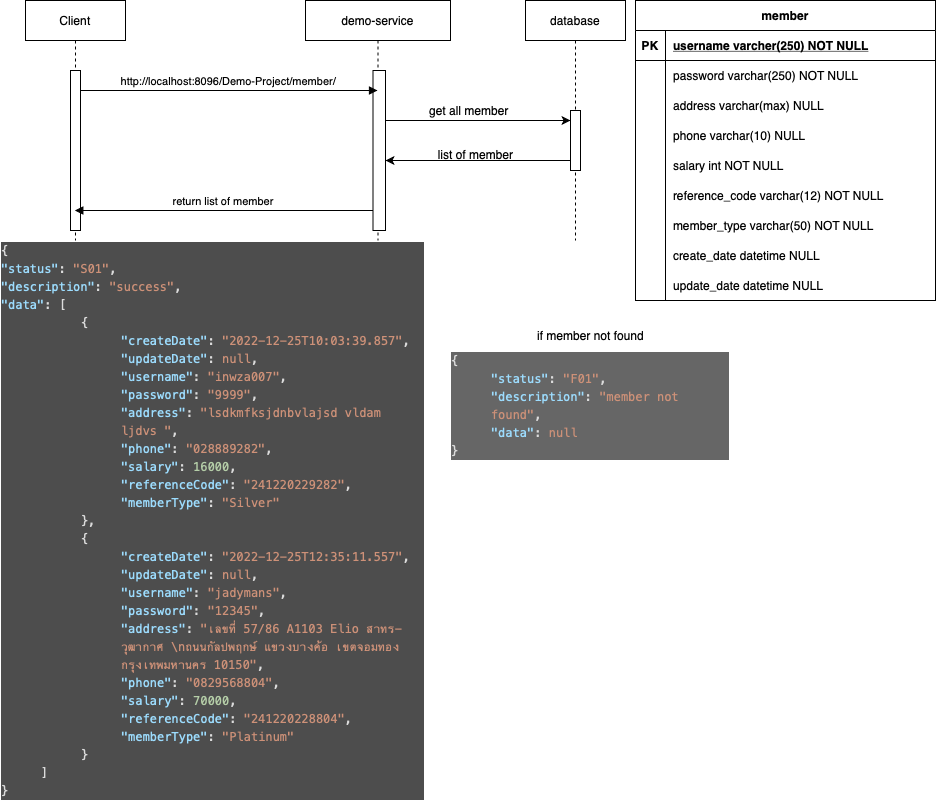 Client
demo-service
database
http://localhost:8096/Demo-Project/member/
get all member
list of member
return list of member
member
PK
username varcher(250) NOT NULL
password varchar(250) NOT NULL
address varchar(max) NULL
phone varchar(10) NULL
salary int NOT NULL
reference_code varchar(12) NOT NULL
member_type varchar(50) NOT NULL
create_date datetime NULL
update_date datetime NULL
{
"status": "S01",
"description": "success",
"data": [
{
"createDate": "2022-12-25T10:03:39.857",
"updateDate": null,
"username": "inwza007",
"password": "9999",
"address": "lsdkmfksjdnbvlajsd vldam
ljdvs ",
"phone": "028889282",
"salary": 16000,
"referenceCode": "241220229282",
"memberType": "Silver"
},
{
"createDate": "2022-12-25T12:35:11.557",
"updateDate": null,
"username": "jadymans",
"password": "12345",
"address": "เลขที่ 57/86 A1103 Elio สาทร-
วุฒากาศ \nถนนกัลปพฤกษ์ แขวงบางค้อ เขตจอมทอง
กรุงเทพมหานคร 10150",
"phone": "0829568804",
"salary": 70000,
"referenceCode": "241220228804",
"memberType": "Platinum"
}
]
}
if member not found
{
"status": "F01",
"description": "member not
found",
"data": null
}